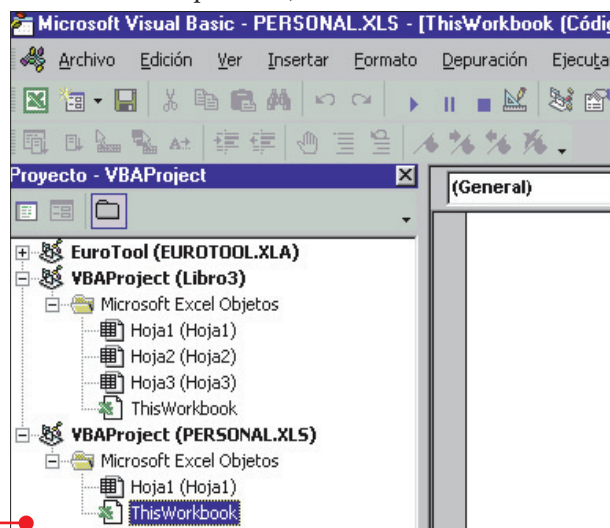 Microsoft Visual Basic - PERSONAL.XLS - [ThisWorkbook (Códig
Archivo Edición Ver Insertar Formato Depuración Ejecuta
Proyecto - VBAProject
(General)
EuroTool (EUROTOOL.XLA)
VBAProject (Libro3)
Microsoft Excel Objetos
Hoja1 (Hoja1)
Hoja2 (Hoja2)
Hoja3 (Hoja3)
ThisWorkbook
VBAProject (PERSONAL.XLS)
Microsoft Excel Objetos
Hoja1 (Hoja1)
ThisWorkbook